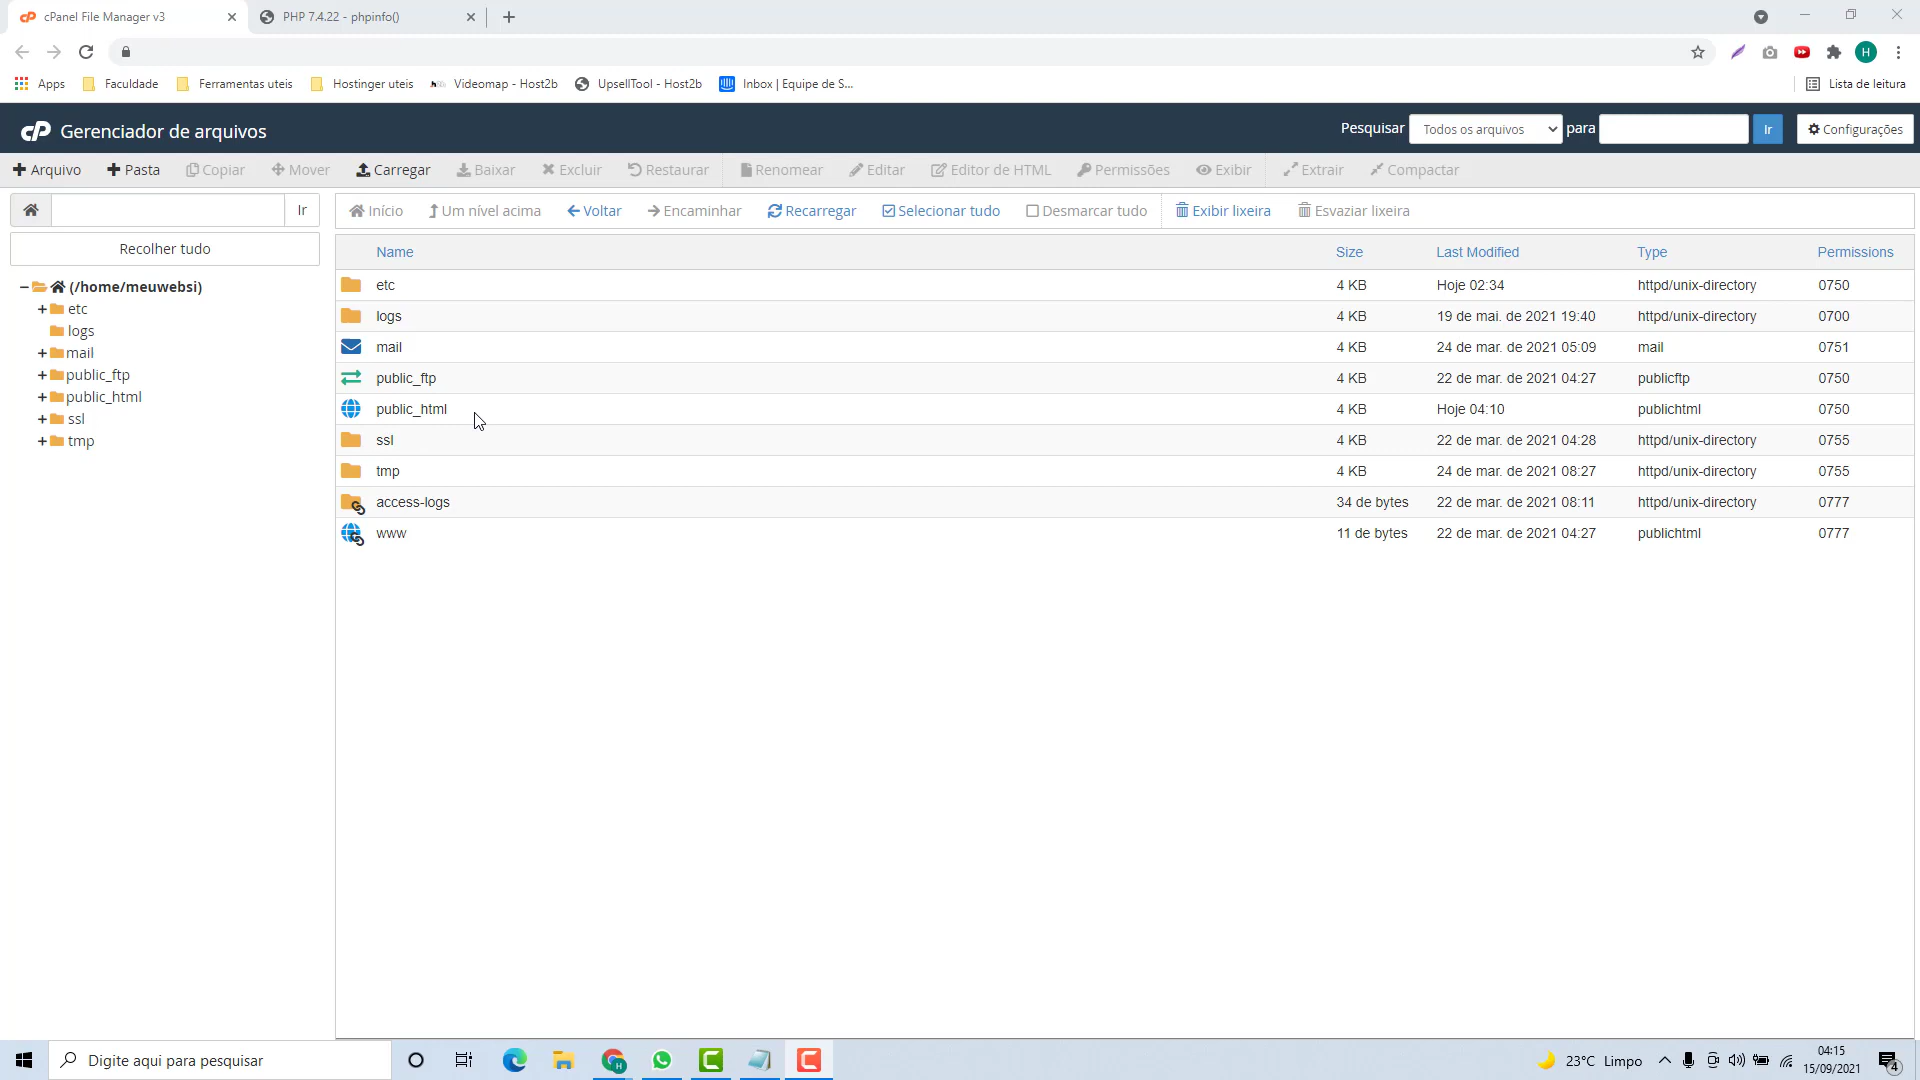 cPanel File Manager v3
PHP 7.4.22 - phpinfo()
H
Apps
Faculdade
Ferramentas uteis
Hostinger uteis
Videomap - Host2b
UpsellTool - Host2b
Inbox | Equipe de S...
Lista de leitura
cP Gerenciador de arquivos
Pesquisar Todos os arquivos para Ir Configurações
Arquivo Pasta Copiar Mover Carregar Baixar Excluir Restaurar Renomear Editar Editor de HTML Permissões Exibir Extrair Compactar
Ir
Início Um nível acima Voltar Encaminhar Recarregar Selecionar tudo Desmarcar tudo Exibir lixeira Esvaziar lixeira
Recolher tudo
(/home/meuwebsi)
etc
logs
mail
public_ftp
public_html
ssl
tmp
Name Size Last Modified Type Permissions
etc 4 KB Hoje 02:34 httpd/unix-directory 0750
logs 4 KB 19 de mai. de 2021 19:40 httpd/unix-directory 0700
mail 4 KB 24 de mar. de 2021 05:09 mail 0751
public_ftp 4 KB 22 de mar. de 2021 04:27 publicftp 0750
public_html 4 KB Hoje 04:10 publichtml 0750
ssl 4 KB 22 de mar. de 2021 04:28 httpd/unix-directory 0755
tmp 4 KB 24 de mar. de 2021 08:27 httpd/unix-directory 0755
access-logs 34 de bytes 22 de mar. de 2021 08:11 httpd/unix-directory 0777
www 11 de bytes 22 de mar. de 2021 04:27 publichtml 0777
Digite aqui para pesquisar
23°C Limpo
04:15
15/09/2021
4